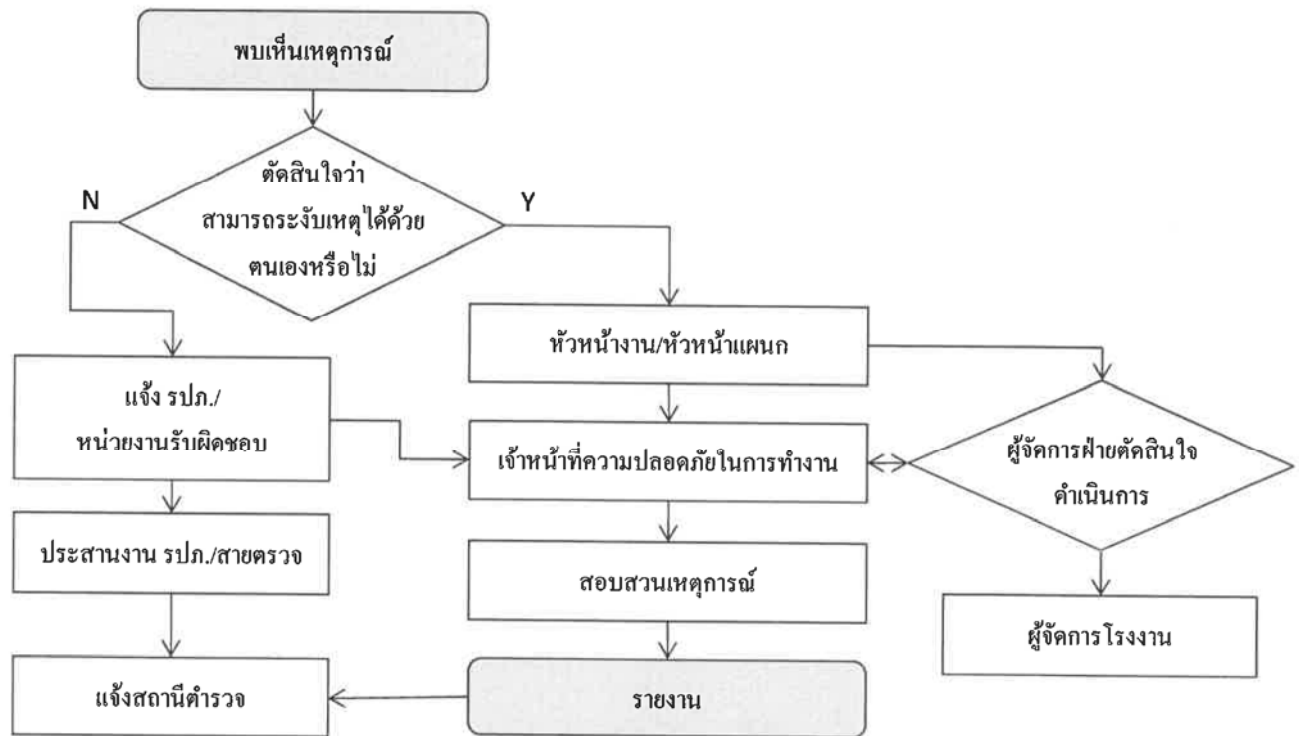 พบเห็นเหตุการณ์
ตัดสินใจว่า
สามารถระงับเหตุได้ด้วย
ตนเองหรือไม่
N
Y
หัวหน้างาน/หัวหน้าแผนก
แจ้ง รปภ./
หน่วยงานรับผิดชอบ
เจ้าหน้าที่ความปลอดภัยในการทำงาน
ผู้จัดการฝ่ายตัดสินใจ
ดำเนินการ
ประสานงาน รปภ./สายตรวจ
สอบสวนเหตุการณ์
ผู้จัดการโรงงาน
แจ้งสถานีตำรวจ
รายงาน